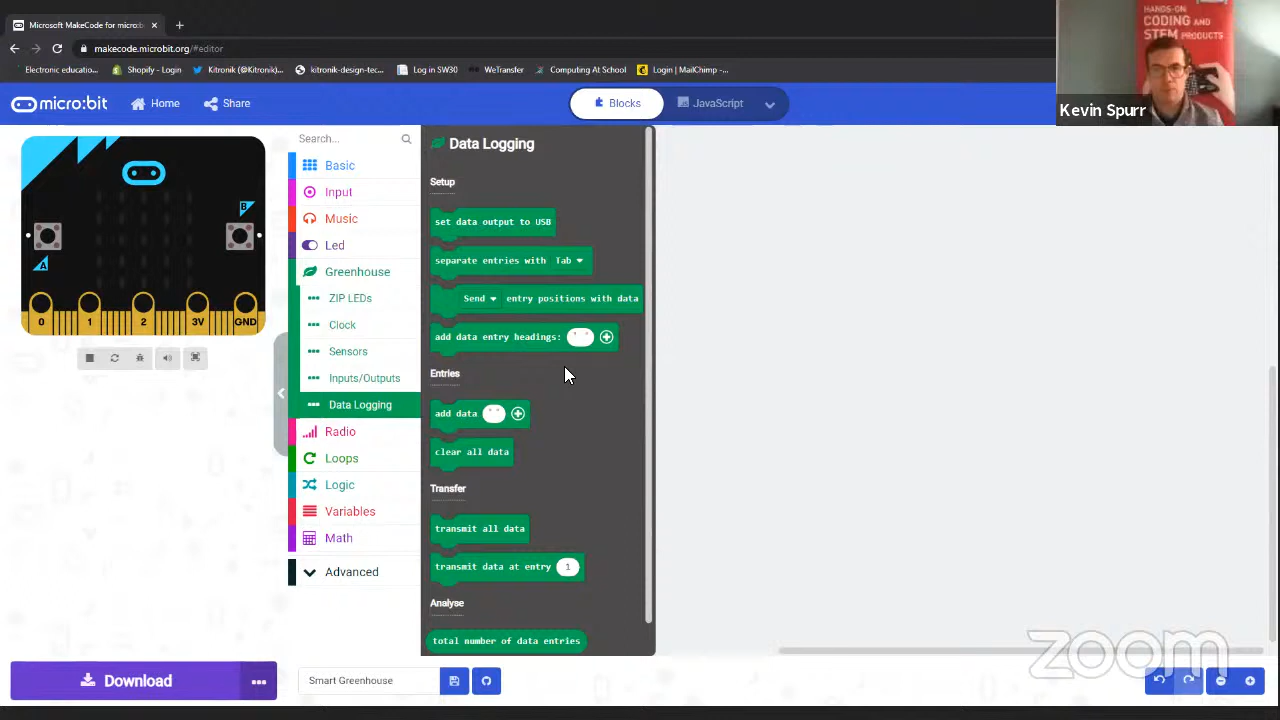 Microsoft MakeCode for micro:b
makecode.microbit.org/#editor
Electronic educatio...
Shopify - Login
Kitronik (@Kitronik)...
kitronik-design-tec...
Log in SW30
WeTransfer
Computing At School
Login | MailChimp -...
HANDS-ON
CODING AND
STEM PRODUCTS
Kevin Spurr
micro:bit
Home
Share
Blocks
JavaScript
A
B
0
1
2
3V
GND
Search...
Basic
Input
Music
Led
Greenhouse
ZIP LEDs
Clock
Sensors
Inputs/Outputs
Data Logging
Radio
Loops
Logic
Variables
Math
Advanced
Data Logging
Setup
set data output to USB
separate entries with Tab
Send entry positions with data
add data entry headings: " "
Entries
add data " "
clear all data
Transfer
transmit all data
transmit data at entry 1
Analyse
total number of data entries
zoom
Download
Smart Greenhouse